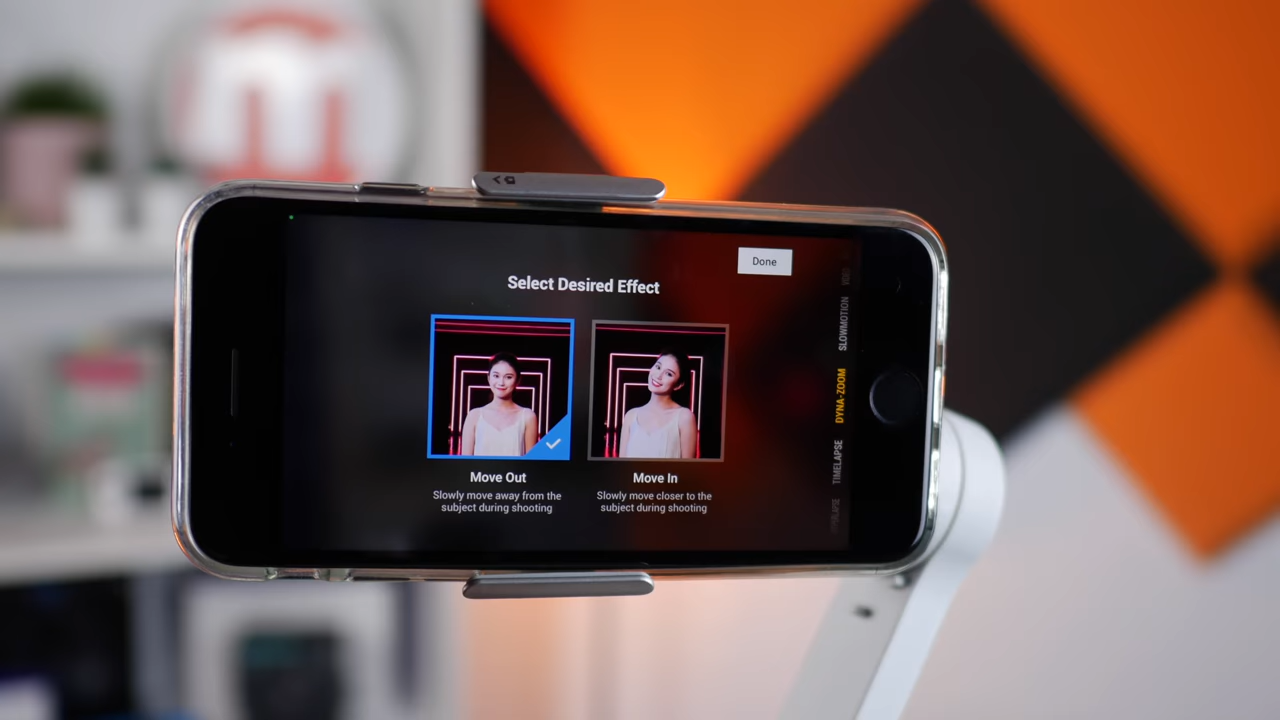 Done
Select Desired Effect
Move Out
Slowly move away from the
subject during shooting
Move In
Slowly move closer to the
subject during shooting
VIDEO
SLOWMOTION
DYNA-ZOOM
TIMELAPSE